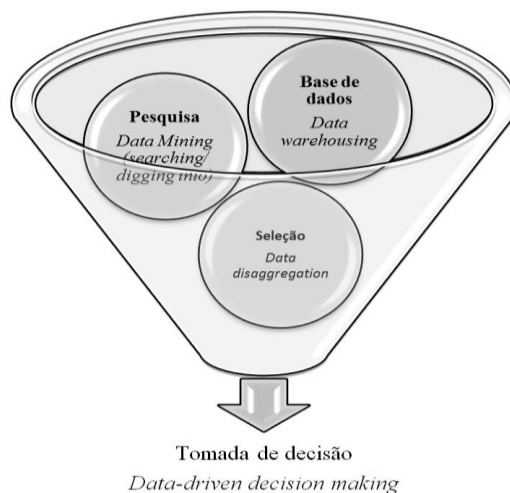 Pesquisa
Data Mining
(searching/
digging into)
Base de
dados
Data
warehousing
Seleção
Data
disaggregation
Tomada de decisão
Data-driven decision making